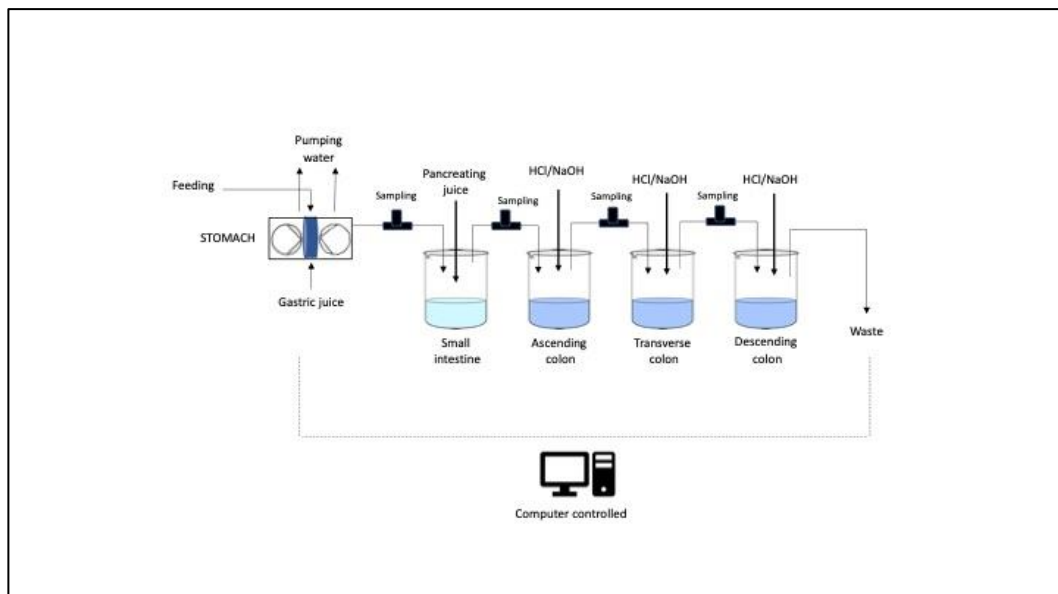 Pumping
water
Feeding
STOMACH
Gastric juice
Sampling
Pancreating
juice
Sampling
HCl/NaOH
Sampling
HCl/NaOH
Sampling
HCl/NaOH
Small
intestine
Ascending
colon
Transverse
colon
Descending
colon
Waste
Computer controlled